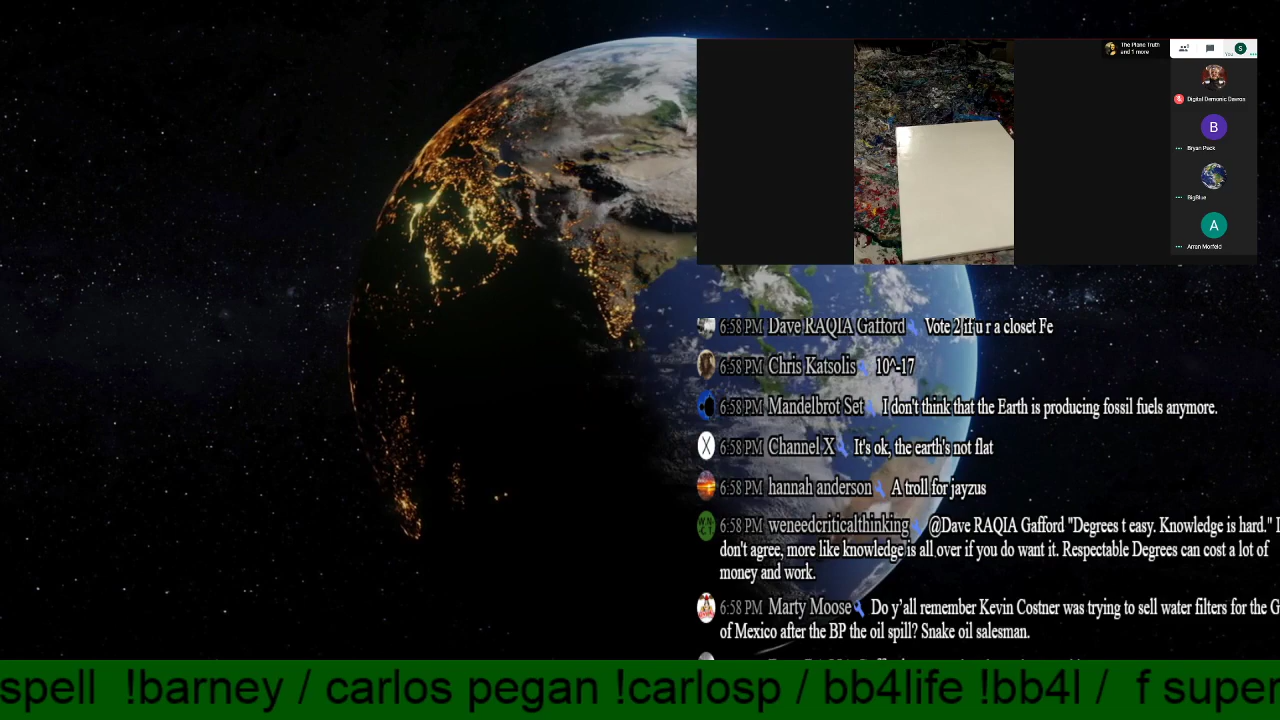 The Plane Truth
and 1 more
You
S
Digital Demonic Davros
B
Bryan Pack
BigBlue
A
Arran Morfeld
6:58 PM Dave RAQIA Gafford Vote 2 if u r a closet Fe
6:58 PM Chris Katsolis 10^-17
6:58 PM Mandelbrot Set I don't think that the Earth is producing fossil fuels anymore.
X 6:58 PM Channel X It's ok, the earth's not flat
6:58 PM hannah anderson A troll for jayzus
6:58 PM weneedcriticalthinking @Dave RAQIA Gafford "Degrees t easy. Knowledge is hard." I
don't agree, more like knowledge is all over if you do want it. Respectable Degrees can cost a lot of
money and work.
6:58 PM Marty Moose Do y'all remember Kevin Costner was trying to sell water filters for the G
of Mexico after the BP the oil spill? Snake oil salesman.
spell !barney / carlos pegan !carlosp / bb4life !bb4l / f super